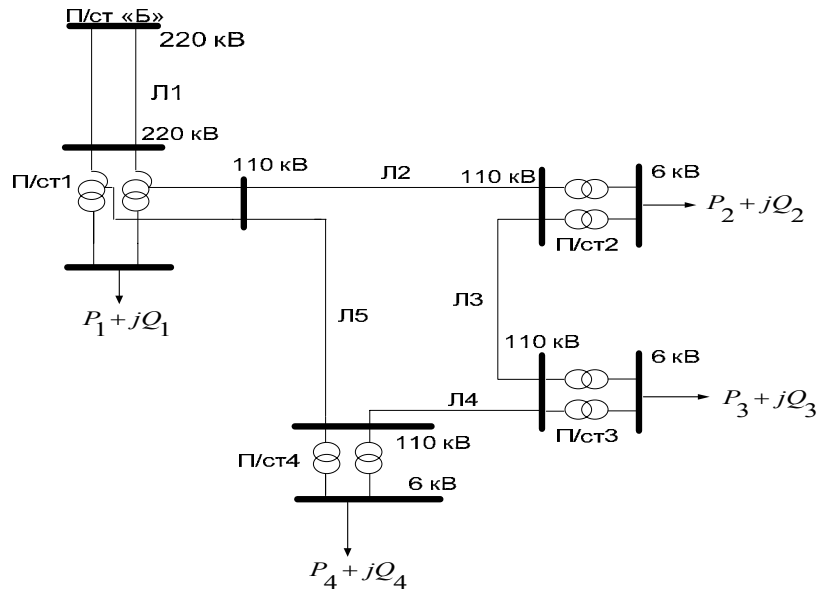 П/ст «Б»
220 кВ
Л1
220 кВ
П/ст1
110 кВ
Л2
110 кВ
6 кВ
P2 + jQ2
П/ст2
P1 + jQ1
Л5
Л3
110 кВ
6 кВ
P3 + jQ3
Л4
П/ст3
110 кВ
П/ст4
6 кВ
P4 + jQ4